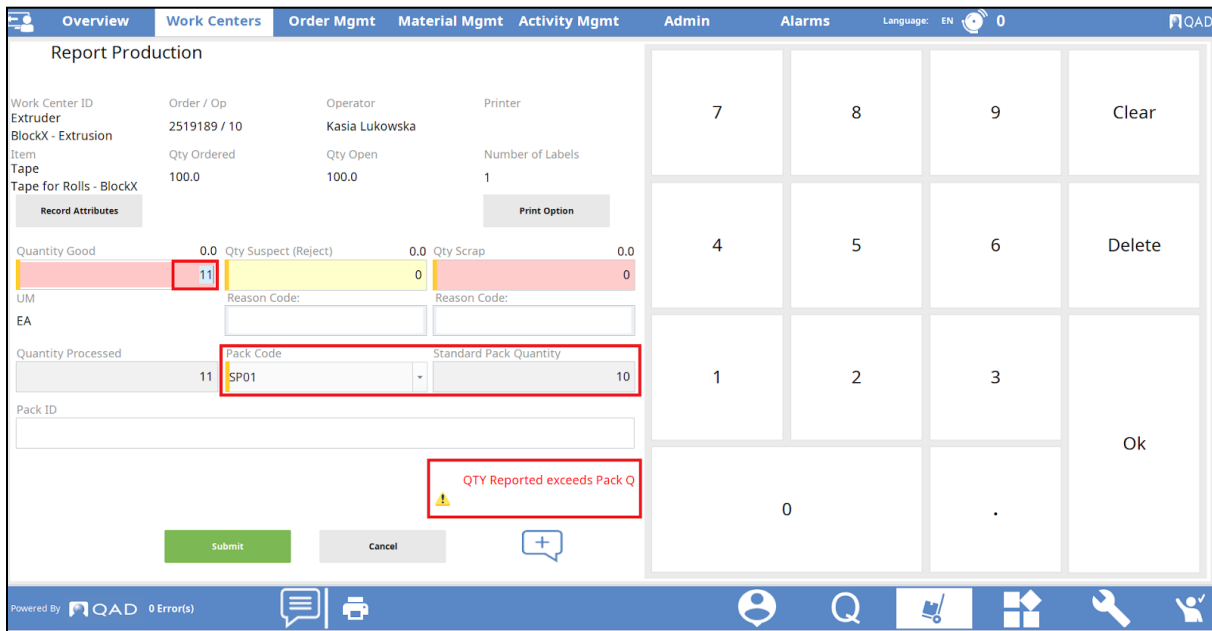 Overview Work Centers Order Mgmt Material Mgmt Activity Mgmt Admin Alarms Language: EN 0 QAD
Report Production
Work Center ID Order / Op Operator Printer
Extruder
BlockX - Extrusion 2519189 / 10 Kasia Lukowska
Item Qty Ordered Qty Open Number of Labels
Tape
Tape for Rolls - BlockX 100.0 100.0 1
Record Attributes Print Option
Quantity Good 0.0 Qty Suspect (Reject) 0.0 Qty Scrap 0.0
11 0 0
UM Reason Code: Reason Code:
EA
Quantity Processed Pack Code Standard Pack Quantity
11 SP01 10
Pack ID
QTY Reported exceeds Pack Q
Submit Cancel
7 8 9 Clear
4 5 6 Delete
1 2 3
Ok
0 .
Powered By QAD 0 Error(s) Q